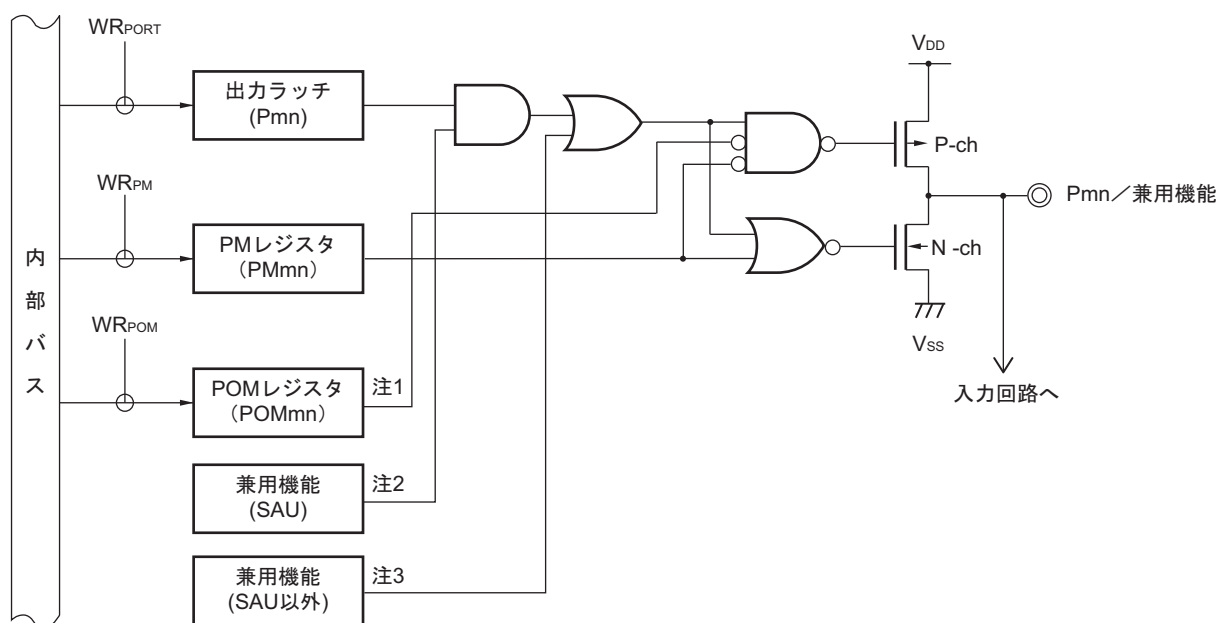 WRPORT
出力ラッチ
(Pmn)
VDD
P-ch
Pmn／兼用機能
WRPM
PMレジスタ
（PMmn）
N -ch
VSS
入力回路へ
内部バス
WRPOM
POMレジスタ
（POMmn）
注1
兼用機能
(SAU)
注2
兼用機能
(SAU以外)
注3